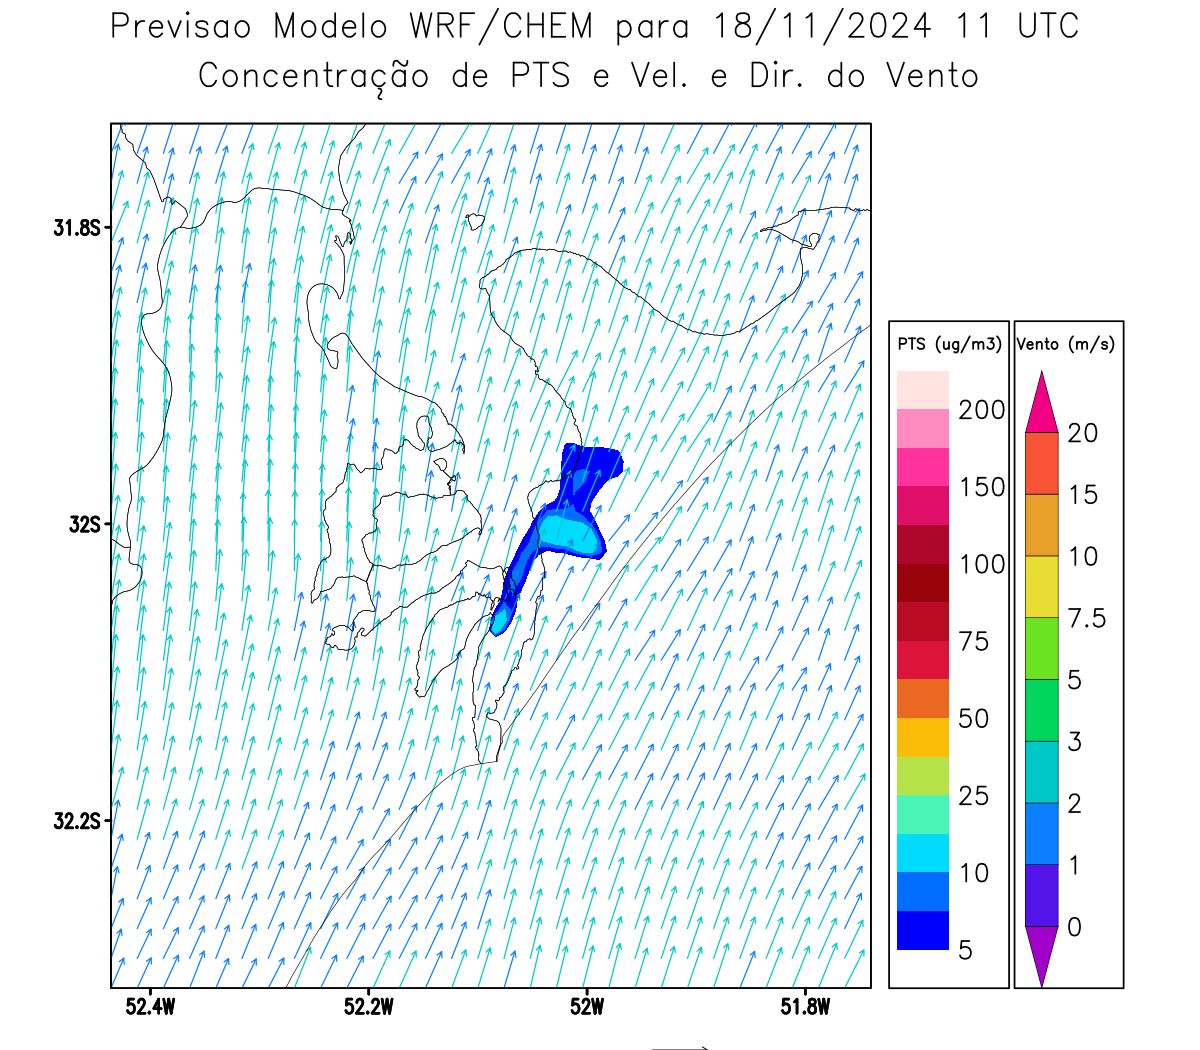 Previsao Modelo WRF/CHEM para 18/11/2024 11 UTC
Concentração de PTS e Vel. e Dir. do Vento
31.8S
32S
32.2S
52.4W
52.2W
52W
51.8W
PTS (ug/m3)
200
150
100
75
50
25
10
5
Vento (m/s)
20
15
10
7.5
5
3
2
1
0